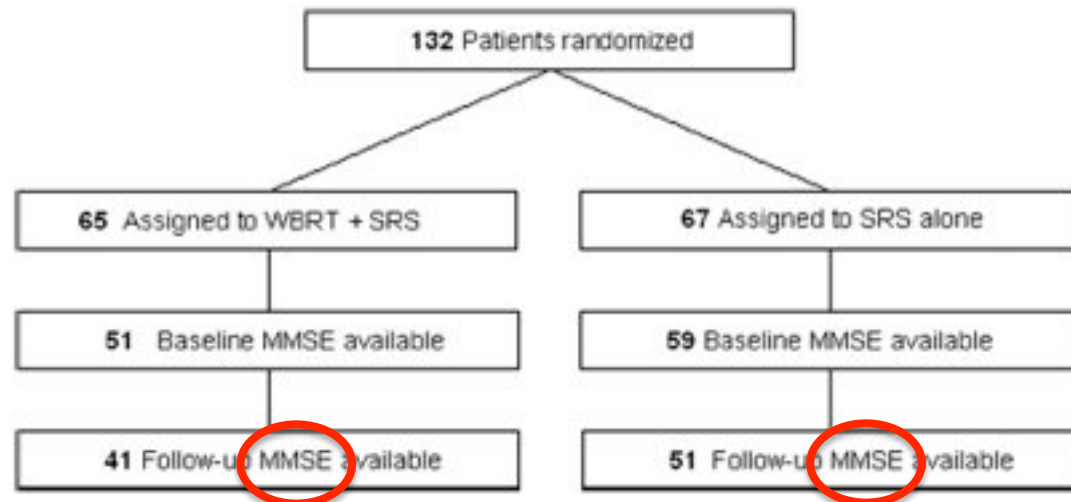 132 Patients randomized
65 Assigned to WBRT + SRS
67 Assigned to SRS alone
51 Baseline MMSE available
59 Baseline MMSE available
41 Follow-up MMSE available
51 Follow-up MMSE available